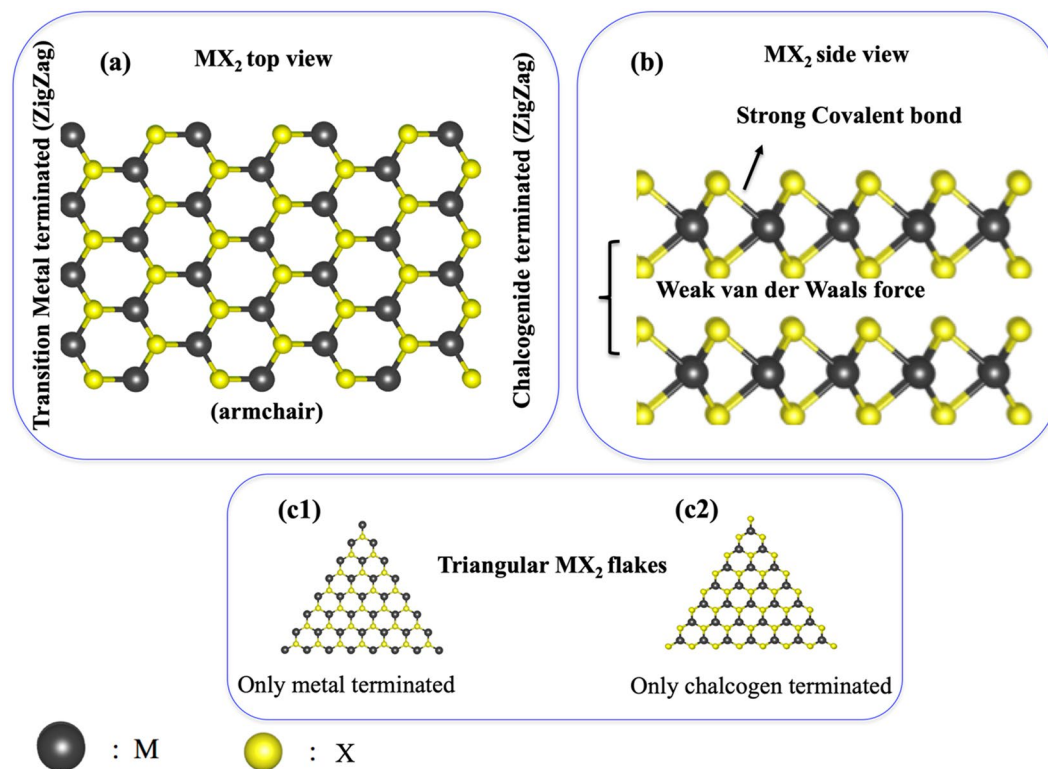 (a)
MX₂ top view
Transition Metal terminated (ZigZag)
Chalcogenide terminated (ZigZag)
(armchair)
(b)
MX₂ side view
Strong Covalent bond
Weak van der Waals force
(c1)
(c2)
Triangular MX₂ flakes
Only metal terminated
Only chalcogen terminated
: M
: X